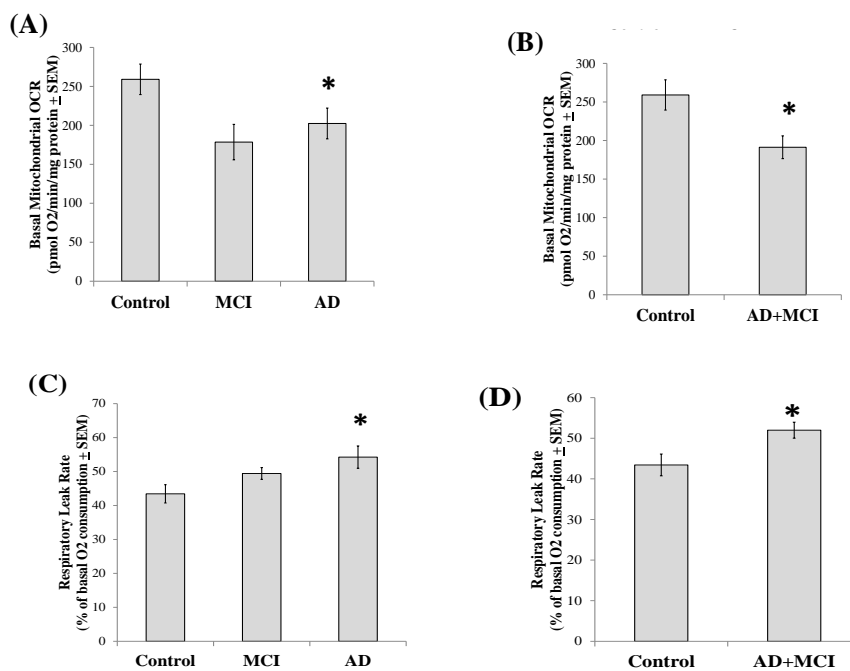 (A)
Basal Mitochondrial OCR
(pmol O2/min/mg protein ± SEM)
300
250
200
150
100
50
0
*
Control MCI AD
(B)
Basal Mitochondrial OCR
(pmol O2/min/mg protein ± SEM)
300
250
200
150
100
50
0
*
Control AD+MCI
(C)
Respiratory Leak Rate
(% of basal O2 consumption ± SEM)
70
60
50
40
30
20
10
0
*
Control MCI AD
(D)
Respiratory Leak Rate
(% of basal O2 consumption ± SEM)
60
50
40
30
20
10
0
*
Control AD+MCI